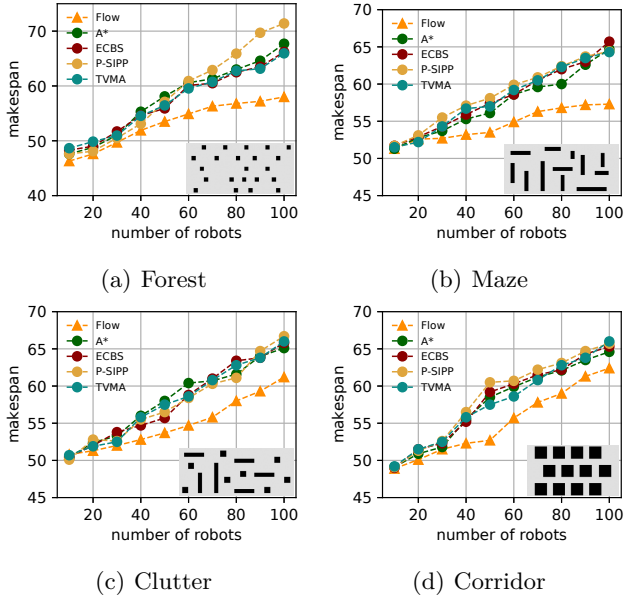 70
60
50
40
makespan
Flow
A*
ECBS
P-SIPP
TVMA
20 40 60 80 100
number of robots
(a) Forest
70
65
60
55
50
45
makespan
Flow
A*
ECBS
P-SIPP
TVMA
20 40 60 80 100
number of robots
(b) Maze
70
65
60
55
50
45
makespan
Flow
A*
ECBS
P-SIPP
TVMA
20 40 60 80 100
number of robots
(c) Clutter
70
65
60
55
50
45
makespan
Flow
A*
ECBS
P-SIPP
TVMA
20 40 60 80 100
number of robots
(d) Corridor